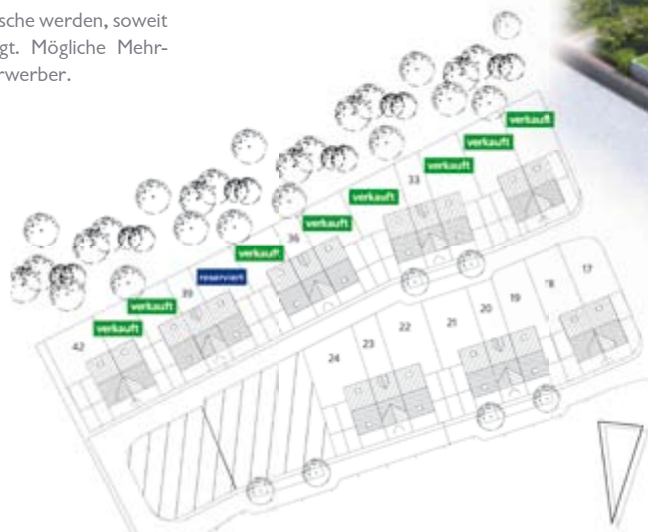 sche werden, soweit
gt. Mögliche Mehr-
rwerber.
verkauft
verkauft
verkauft
33
verkauft
verkauft
36
verkauft
reserviert
39
verkauft
verkauft
42
17
18
19
20
21
22
23
24